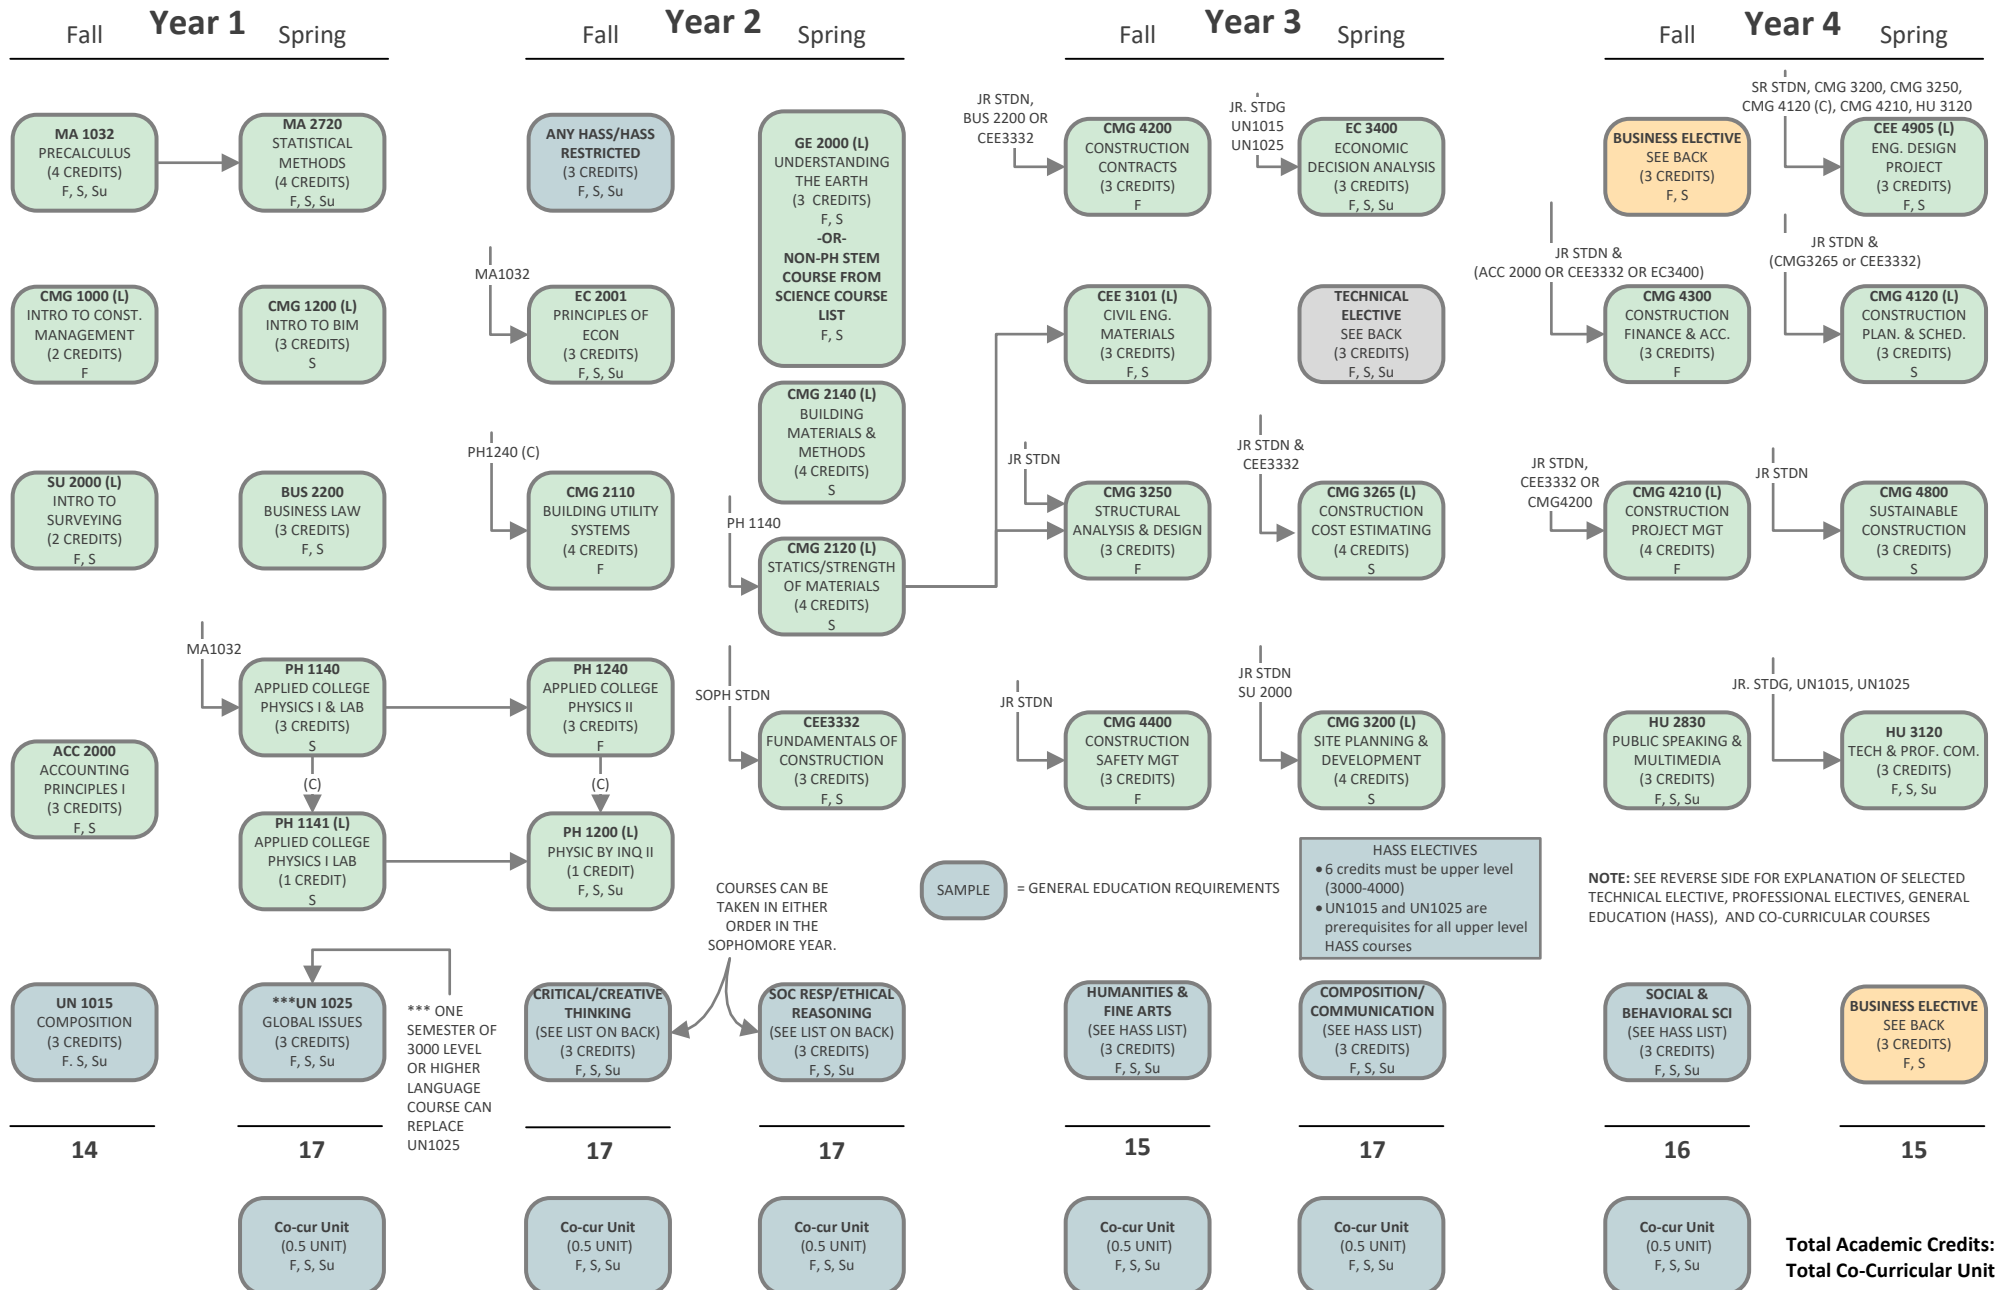 Year 1
Fall
Spring
Year 2
Fall
Spring
Year 3
Fall
Spring
Year 4
Fall
Spring
MA 1032
PRECALCULUS
(4 CREDITS)
F, S, Su
CMG 1000 (L)
INTRO TO CONST.
MANAGEMENT
(2 CREDITS)
F
SU 2000 (L)
INTRO TO
SURVEYING
(2 CREDITS)
F, S
ACC 2000
ACCOUNTING
PRINCIPLES I
(3 CREDITS)
F, S
UN 1015
COMPOSITION
(3 CREDITS)
F. S, Su
14
MA 2720
STATISTICAL
METHODS
(4 CREDITS)
F, S, Su
CMG 1200 (L)
INTRO TO BIM
(3 CREDITS)
S
BUS 2200
BUSINESS LAW
(3 CREDITS)
F, S
MA1032
PH 1140
APPLIED COLLEGE
PHYSICS I & LAB
(3 CREDITS)
S
(C)
PH 1141 (L)
APPLIED COLLEGE
PHYSICS I LAB
(1 CREDIT)
S
***UN 1025
GLOBAL ISSUES
(3 CREDITS)
F, S, Su
*** ONE
SEMESTER OF
3000 LEVEL
OR HIGHER
LANGUAGE
COURSE CAN
REPLACE
UN1025
17
Co-cur Unit
(0.5 UNIT)
F, S, Su
ANY HASS/HASS
RESTRICTED
(3 CREDITS)
F, S, Su
MA1032
EC 2001
PRINCIPLES OF
ECON
(3 CREDITS)
F, S, Su
PH1240 (C)
CMG 2110
BUILDING UTILITY
SYSTEMS
(4 CREDITS)
F
PH 1240
APPLIED COLLEGE
PHYSICS II
(3 CREDITS)
F
(C)
PH 1200 (L)
PHYSIC BY INQ II
(1 CREDIT)
F, S, Su
COURSES CAN BE
TAKEN IN EITHER
ORDER IN THE
SOPHOMORE YEAR.
CRITICAL/CREATIVE
THINKING
(SEE LIST ON BACK)
(3 CREDITS)
F, S, Su
17
Co-cur Unit
(0.5 UNIT)
F, S, Su
GE 2000 (L)
UNDERSTANDING
THE EARTH
(3 CREDITS)
F, S
-OR-
NON-PH STEM
COURSE FROM
SCIENCE COURSE
LIST
F, S
CMG 2140 (L)
BUILDING
MATERIALS &
METHODS
(4 CREDITS)
S
PH 1140
CMG 2120 (L)
STATICS/STRENGTH
OF MATERIALS
(4 CREDITS)
S
SOPH STDN
CEE3332
FUNDAMENTALS OF
CONSTRUCTION
(3 CREDITS)
F, S
SOC RESP/ETHICAL
REASONING
(SEE LIST ON BACK)
(3 CREDITS)
F, S, Su
17
Co-cur Unit
(0.5 UNIT)
F, S, Su
JR STDN,
BUS 2200 OR
CEE3332
CMG 4200
CONSTRUCTION
CONTRACTS
(3 CREDITS)
F
CEE 3101 (L)
CIVIL ENG.
MATERIALS
(3 CREDITS)
F, S
JR STDN
CMG 3250
STRUCTURAL
ANALYSIS & DESIGN
(3 CREDITS)
F
JR STDN
CMG 4400
CONSTRUCTION
SAFETY MGT
(3 CREDITS)
F
SAMPLE
= GENERAL EDUCATION REQUIREMENTS
HUMANITIES &
FINE ARTS
(SEE HASS LIST)
(3 CREDITS)
F, S, Su
15
Co-cur Unit
(0.5 UNIT)
F, S, Su
JR. STDG
UN1015
UN1025
EC 3400
ECONOMIC
DECISION ANALYSIS
(3 CREDITS)
F, S, Su
TECHNICAL
ELECTIVE
SEE BACK
(3 CREDITS)
F, S, Su
JR STDN &
CEE3332
CMG 3265 (L)
CONSTRUCTION
COST ESTIMATING
(4 CREDITS)
S
JR STDN
SU 2000
CMG 3200 (L)
SITE PLANNING &
DEVELOPMENT
(4 CREDITS)
S
HASS ELECTIVES
• 6 credits must be upper level
(3000-4000)
• UN1015 and UN1025 are
prerequisites for all upper level
HASS courses
COMPOSITION/
COMMUNICATION
(SEE HASS LIST)
(3 CREDITS)
F, S, Su
17
Co-cur Unit
(0.5 UNIT)
F, S, Su
BUSINESS ELECTIVE
SEE BACK
(3 CREDITS)
F, S
JR STDN &
(ACC 2000 OR CEE3332 OR EC3400)
CMG 4300
CONSTRUCTION
FINANCE & ACC.
(3 CREDITS)
F
JR STDN,
CEE3332 OR
CMG4200
CMG 4210 (L)
CONSTRUCTION
PROJECT MGT
(4 CREDITS)
F
HU 2830
PUBLIC SPEAKING &
MULTIMEDIA
(3 CREDITS)
F, S, Su
NOTE: SEE REVERSE SIDE FOR EXPLANATION OF SELECTED
TECHNICAL ELECTIVE, PROFESSIONAL ELECTIVES, GENERAL
EDUCATION (HASS), AND CO-CURRICULAR COURSES
SOCIAL &
BEHAVIORAL SCI
(SEE HASS LIST)
(3 CREDITS)
F, S, Su
16
Co-cur Unit
(0.5 UNIT)
F, S, Su
SR STDN, CMG 3200, CMG 3250,
CMG 4120 (C), CMG 4210, HU 3120
CEE 4905 (L)
ENG. DESIGN
PROJECT
(3 CREDITS)
F, S
JR STDN &
(CMG3265 or CEE3332)
CMG 4120 (L)
CONSTRUCTION
PLAN. & SCHED.
(3 CREDITS)
S
JR STDN
CMG 4800
SUSTAINABLE
CONSTRUCTION
(3 CREDITS)
S
JR. STDG, UN1015, UN1025
HU 3120
TECH & PROF. COM.
(3 CREDITS)
F, S, Su
BUSINESS ELECTIVE
SEE BACK
(3 CREDITS)
F, S
15
Total Academic Credits:
Total Co-Curricular Unit